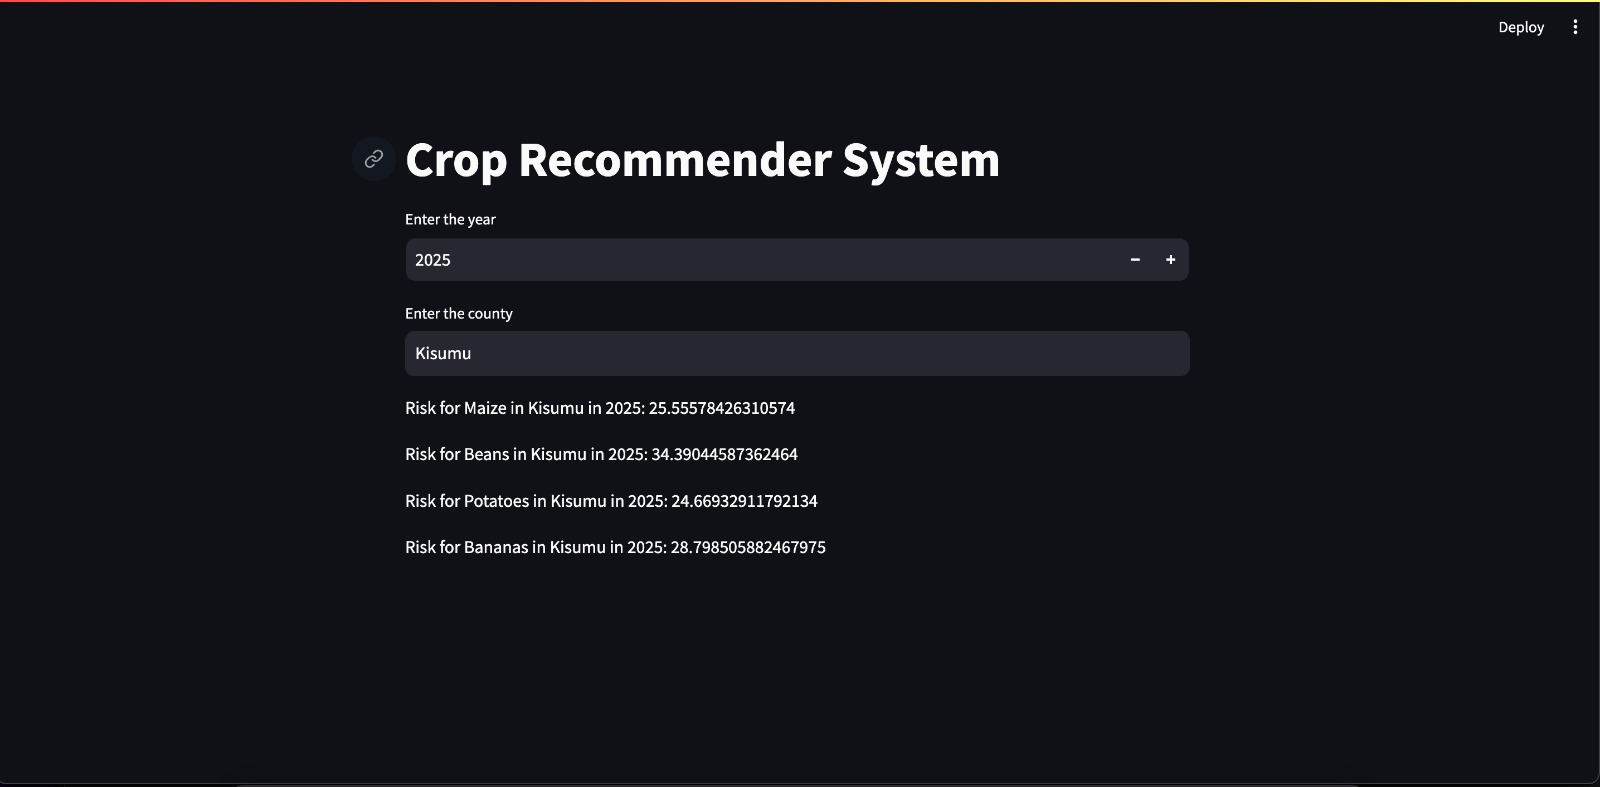 Deploy
Crop Recommender System
Enter the year
2025
Enter the county
Kisumu
Risk for Maize in Kisumu in 2025: 25.55578426310574
Risk for Beans in Kisumu in 2025: 34.39044587362464
Risk for Potatoes in Kisumu in 2025: 24.66932911792134
Risk for Bananas in Kisumu in 2025: 28.798505882467975